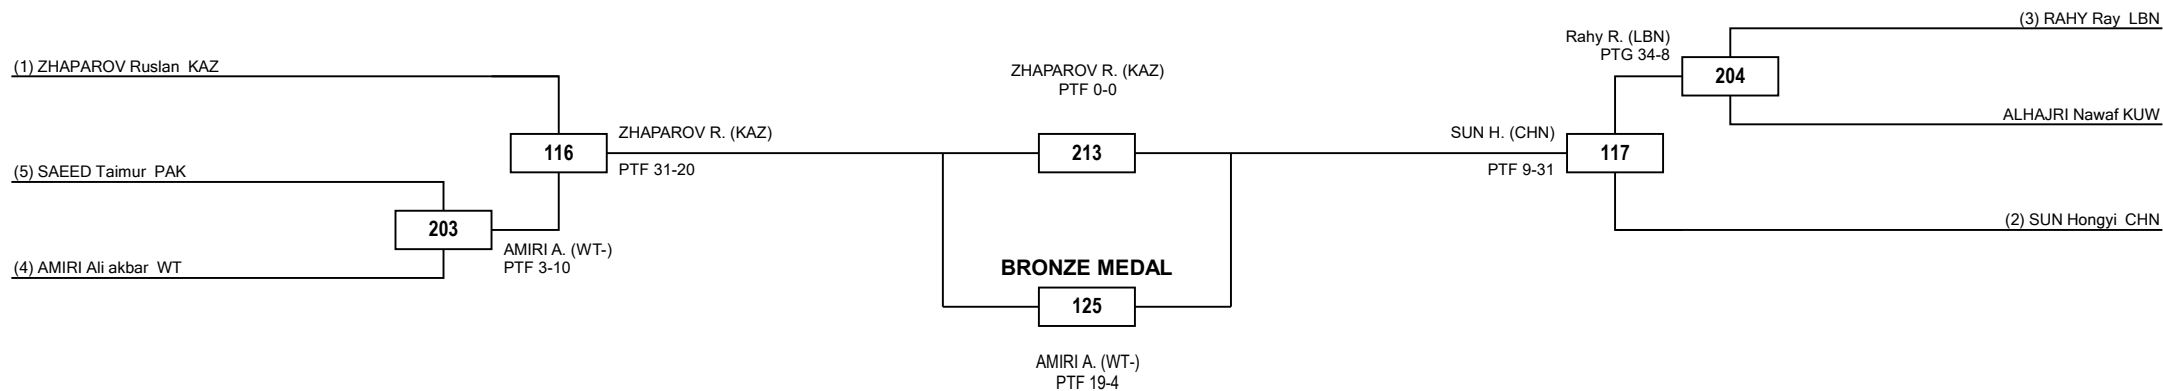 (3) RAHY Ray LBN
Rahy R. (LBN)
PTG 34-8
(1) ZHAPAROV Ruslan KAZ
ZHAPAROV R. (KAZ)
PTF 0-0
204
ALHAJRI Nawaf KUW
116
ZHAPAROV R. (KAZ)
PTF 31-20
213
SUN H. (CHN)
PTF 9-31
117
(5) SAEED Taimur PAK
203
(2) SUN Hongyi CHN
AMIRI A. (WT-)
PTF 3-10
(4) AMIRI Ali akbar WT
BRONZE MEDAL
125
AMIRI A. (WT-)
PTF 19-4